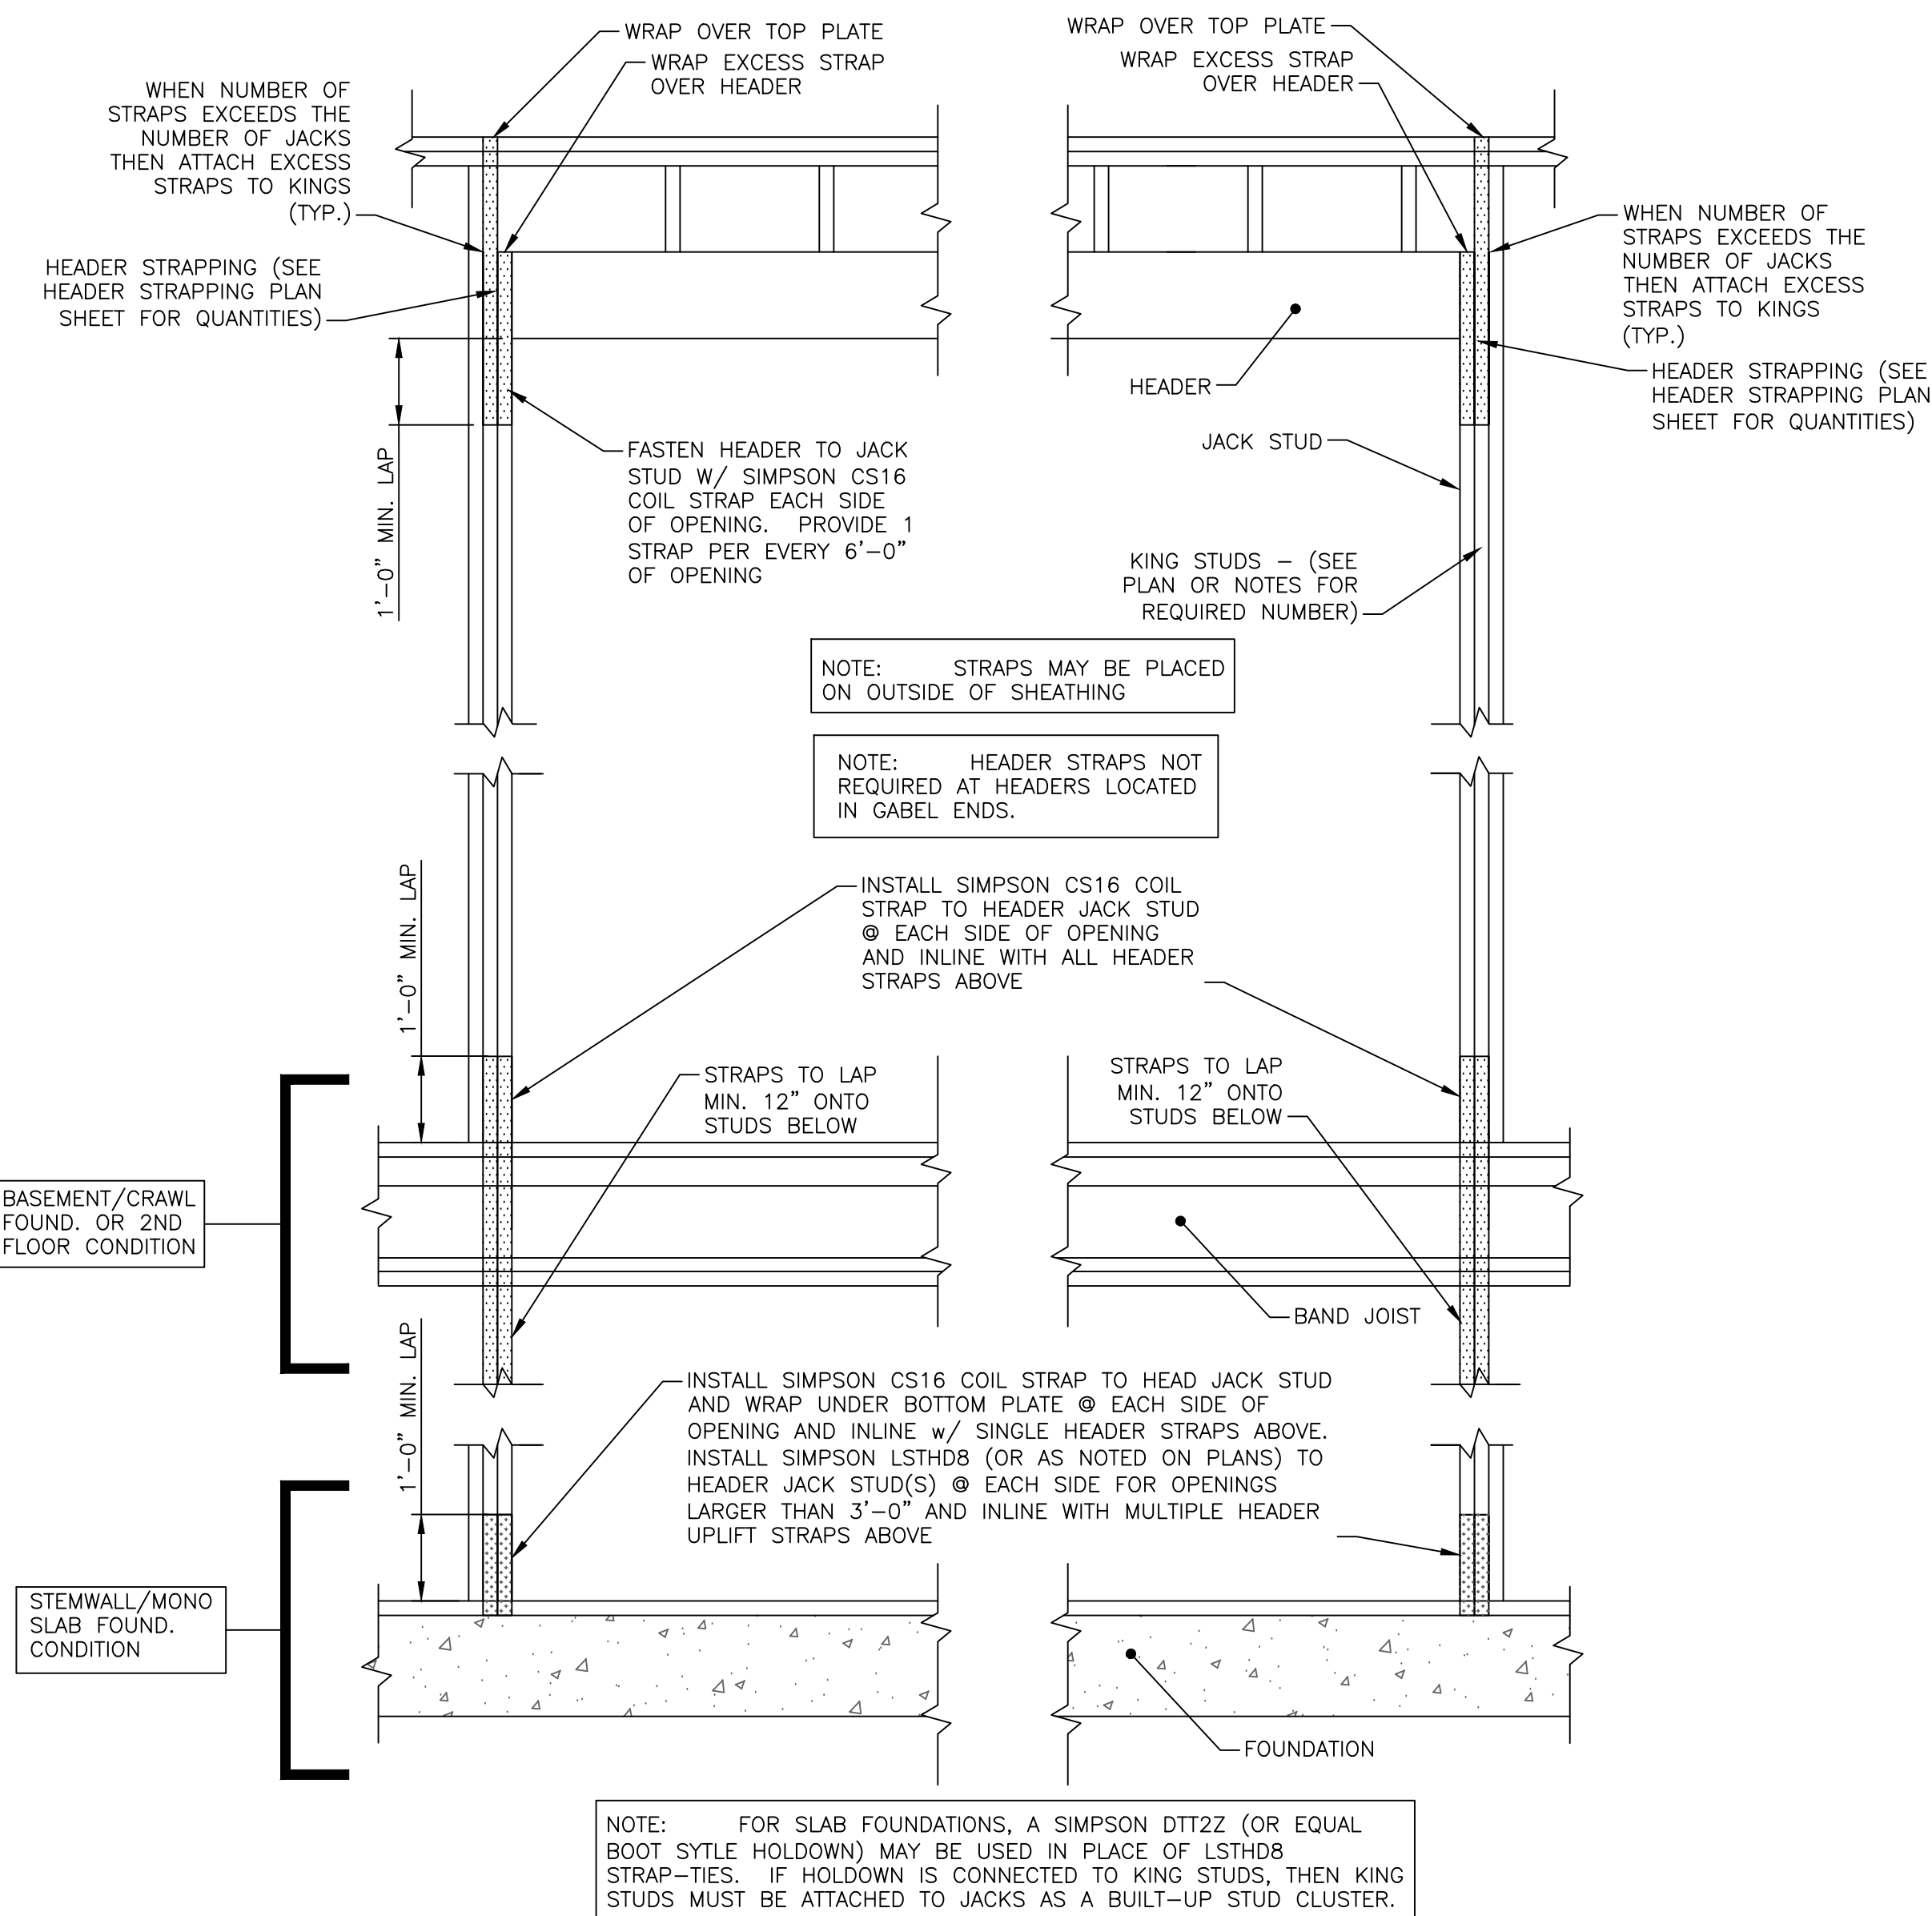 WRAP OVER TOP PLATE
WRAP EXCESS STRAP
OVER HEADER
WRAP OVER TOP PLATE
WRAP EXCESS STRAP
OVER HEADER
WHEN NUMBER OF
STRAPS EXCEEDS THE
NUMBER OF JACKS
THEN ATTACH EXCESS
STRAPS TO KINGS
(TYP.)
HEADER STRAPPING (SEE
HEADER STRAPPING PLAN
SHEET FOR QUANTITIES)
WHEN NUMBER OF
STRAPS EXCEEDS THE
NUMBER OF JACKS
THEN ATTACH EXCESS
STRAPS TO KINGS
(TYP.)
HEADER STRAPPING (SEE
HEADER STRAPPING PLAN
SHEET FOR QUANTITIES)
HEADER
JACK STUD
1'-0" MIN. LAP
FASTEN HEADER TO JACK
STUD W/ SIMPSON CS16
COIL STRAP EACH SIDE
OF OPENING. PROVIDE 1
STRAP PER EVERY 6'-0"
OF OPENING
KING STUDS - (SEE
PLAN OR NOTES FOR
REQUIRED NUMBER)
NOTE: STRAPS MAY BE PLACED
ON OUTSIDE OF SHEATHING
NOTE: HEADER STRAPS NOT
REQUIRED AT HEADERS LOCATED
IN GABEL ENDS.
1'-0" MIN. LAP
INSTALL SIMPSON CS16 COIL
STRAP TO HEADER JACK STUD
@ EACH SIDE OF OPENING
AND INLINE WITH ALL HEADER
STRAPS ABOVE
STRAPS TO LAP
MIN. 12" ONTO
STUDS BELOW
STRAPS TO LAP
MIN. 12" ONTO
STUDS BELOW
BASEMENT/CRAWL
FOUND. OR 2ND
FLOOR CONDITION
BAND JOIST
1'-0" MIN. LAP
INSTALL SIMPSON CS16 COIL STRAP TO HEAD JACK STUD
AND WRAP UNDER BOTTOM PLATE @ EACH SIDE OF
OPENING AND INLINE w/ SINGLE HEADER STRAPS ABOVE.
INSTALL SIMPSON LSTHD8 (OR AS NOTED ON PLANS) TO
HEADER JACK STUD(S) @ EACH SIDE FOR OPENINGS
LARGER THAN 3'-0" AND INLINE WITH MULTIPLE HEADER
UPLIFT STRAPS ABOVE
STEMWALL/MONO
SLAB FOUND.
CONDITION
FOUNDATION
NOTE: FOR SLAB FOUNDATIONS, A SIMPSON DTT2Z (OR EQUAL
BOOT SYTLE HOLDOWN) MAY BE USED IN PLACE OF LSTHD8
STRAP-TIES. IF HOLDOWN IS CONNECTED TO KING STUDS, THEN KING
STUDS MUST BE ATTACHED TO JACKS AS A BUILT-UP STUD CLUSTER.